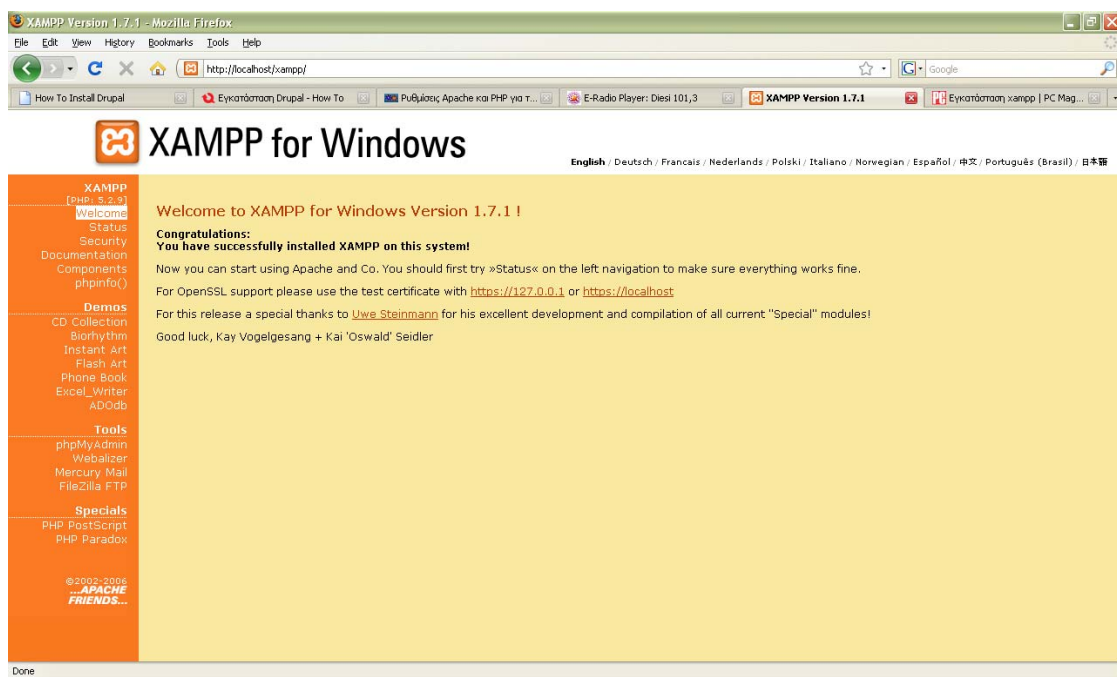 XAMPP Version 1.7.1 - Mozilla Firefox
File Edit View History Bookmarks Tools Help
http://localhost/xampp/
Google
How To Install Drupal
Εγκατάσταση Drupal - How To
Ρυθμίσεις Apache και PHP για τ...
E-Radio Player: Diesi 101,3
XAMPP Version 1.7.1
Εγκατάσταση xampp | PC Mag...
XAMPP for Windows
English / Deutsch / Francais / Nederlands / Polski / Italiano / Norwegian / Español / 中文 / Português (Brasil) / 日本語
XAMPP
[PHP: 5.2.9]
Welcome
Status
Security
Documentation
Components
phpinfo()
Demos
CD Collection
Biorhythm
Instant Art
Flash Art
Phone Book
Excel_Writer
ADOdb
Tools
phpMyAdmin
Webalizer
Mercury Mail
FileZilla FTP
Specials
PHP PostScript
PHP Paradox
©2002-2006
...APACHE
FRIENDS...
Welcome to XAMPP for Windows Version 1.7.1 !
Congratulations:
You have successfully installed XAMPP on this system!
Now you can start using Apache and Co. You should first try »Status« on the left navigation to make sure everything works fine.
For OpenSSL support please use the test certificate with https://127.0.0.1 or https://localhost
For this release a special thanks to Uwe Steinmann for his excellent development and compilation of all current "Special" modules!
Good luck, Kay Vogelgesang + Kai 'Oswald' Seidler
Done